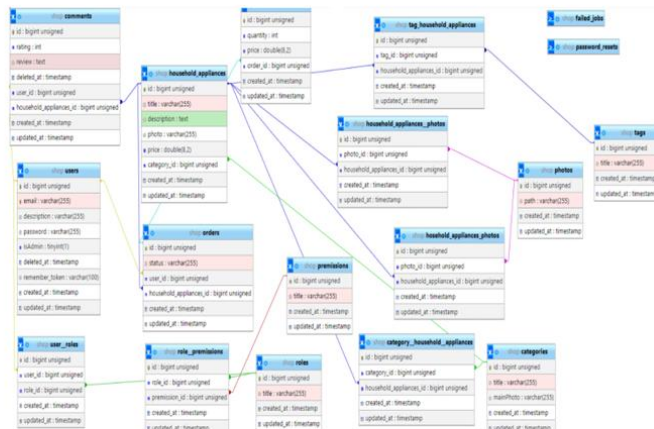 shop comments
id : bigint unsigned
rating : int
review : text
deleted_at : timestamp
user_id : bigint unsigned
household_appliances_id : bigint unsigned
created_at : timestamp
updated_at : timestamp
id : bigint unsigned
quantity : int
price : double(8,2)
order_id : bigint unsigned
created_at : timestamp
updated_at : timestamp
shop household_appliances
id : bigint unsigned
title : varchar(255)
description : text
photo : varchar(255)
price : double(8,2)
category_id : bigint unsigned
created_at : timestamp
updated_at : timestamp
shop tag_household_appliances
id : bigint unsigned
tag_id : bigint unsigned
household_appliances_id : bigint unsigned
created_at : timestamp
updated_at : timestamp
shop failed_jobs
shop password_resets
shop household_appliances__photos
id : bigint unsigned
photo_id : bigint unsigned
household_appliances_id : bigint unsigned
created_at : timestamp
updated_at : timestamp
shop tags
id : bigint unsigned
title : varchar(255)
created_at : timestamp
updated_at : timestamp
shop users
id : bigint unsigned
email : varchar(255)
description : varchar(255)
password : varchar(255)
isAdmin : tinyint(1)
deleted_at : timestamp
remember_token : varchar(100)
created_at : timestamp
updated_at : timestamp
shop photos
id : bigint unsigned
path : varchar(255)
created_at : timestamp
updated_at : timestamp
shop orders
id : bigint unsigned
status : varchar(255)
user_id : bigint unsigned
household_appliances_id : bigint unsigned
created_at : timestamp
updated_at : timestamp
shop hosehold_appliances_photos
id : bigint unsigned
photo_id : bigint unsigned
household_appliances_id : bigint unsigned
created_at : timestamp
updated_at : timestamp
shop premissions
id : bigint unsigned
title : varchar(255)
created_at : timestamp
updated_at : timestamp
shop user__roles
id : bigint unsigned
user_id : bigint unsigned
role_id : bigint unsigned
created_at : timestamp
updated_at : timestamp
shop role__premissions
id : bigint unsigned
role_id : bigint unsigned
premission_id : bigint unsigned
created_at : timestamp
updated_at : timestamp
shop roles
id : bigint unsigned
title : varchar(255)
created_at : timestamp
updated_at : timestamp
shop category__household__appliances
id : bigint unsigned
category_id : bigint unsigned
household_appliances_id : bigint unsigned
created_at : timestamp
updated_at : timestamp
shop categories
id : bigint unsigned
title : varchar(255)
mainPhoto : varchar(255)
created_at : timestamp
updated_at : timestamp